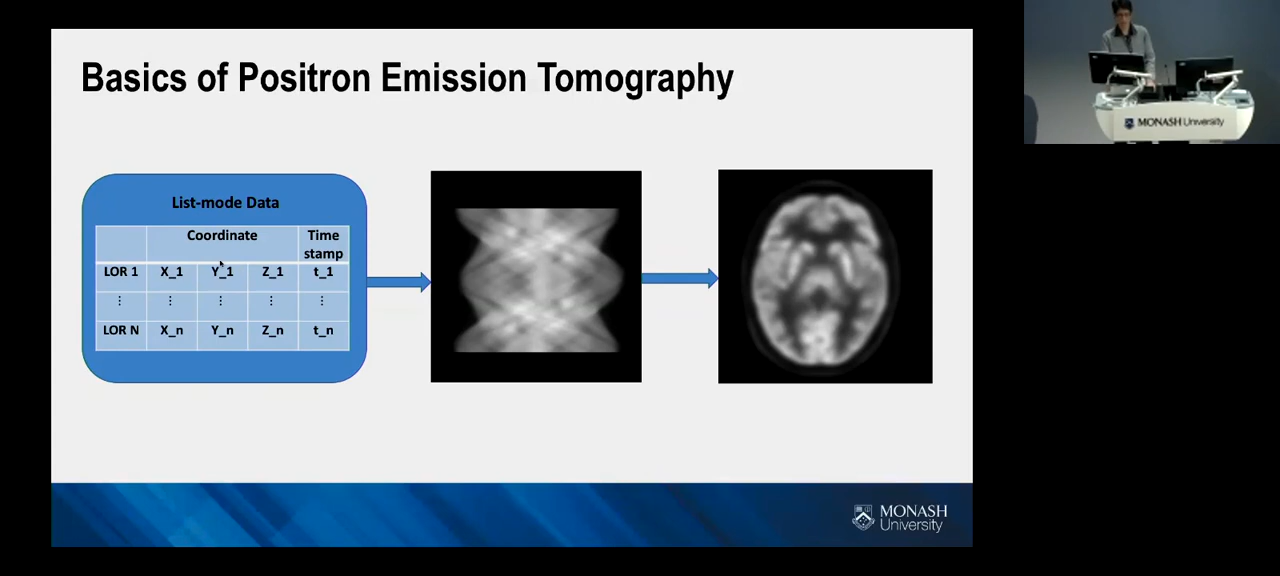 Basics of Positron Emission Tomography
List-mode Data
Coordinate
Time
stamp
LOR 1 X_1 Y_1 Z_1 t_1
⋮ ⋮ ⋮ ⋮ ⋮
LOR N X_n Y_n Z_n t_n
MONASH
University
MONASH University